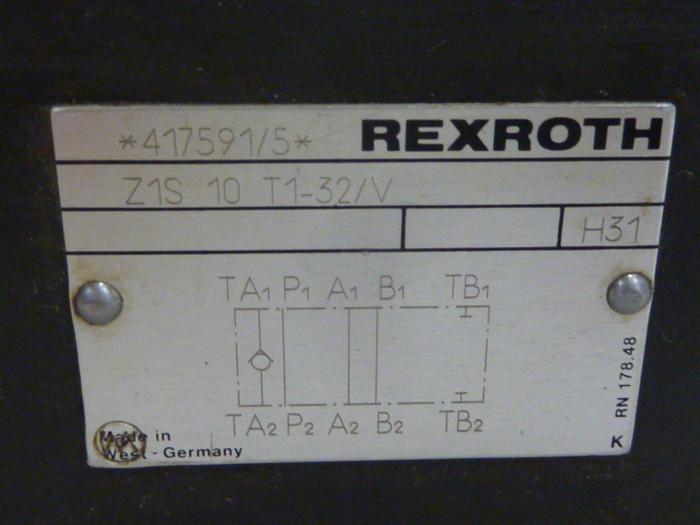 *417591/5* REXROTH
Z1S 10 T1-32/V
H31
TA1 P1 A1 B1 TB1
TA2 P2 A2 B2 TB2
RN 178.48
K
Made in
West - Germany